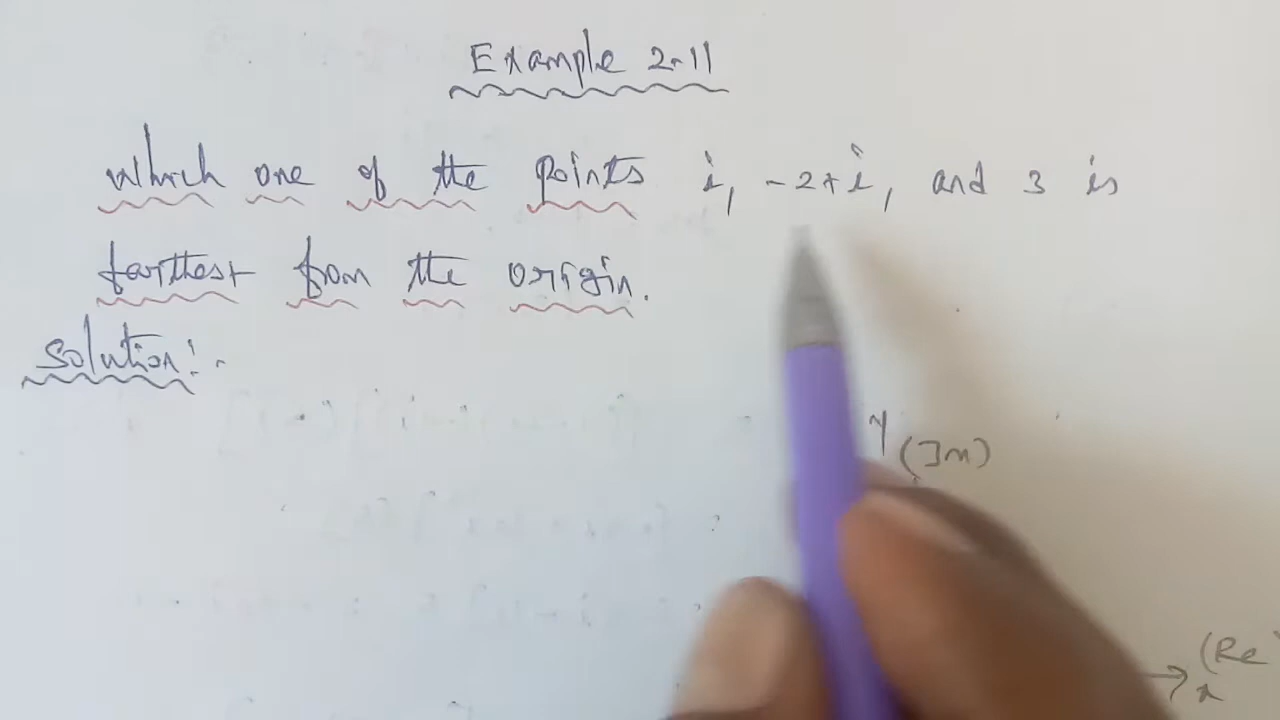 Example 2.11
Which one of the points i, -2+i, and 3 is
farthest from the origin.
Solution:-
y (Im)
(Re
x